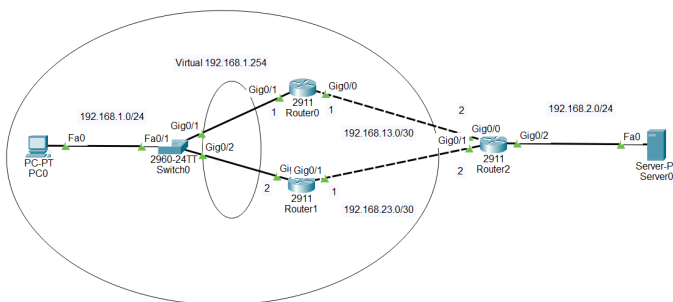 Virtual 192.168.1.254
Gig0/1
Gig0/0
2911
Router0
1
1
192.168.1.0/24
192.168.2.0/24
2
192.168.13.0/30
Fa0
Fa0/1
Gig0/1
Gig0/2
PC-PT
PC0
2960-24TT
Switch0
Gig0/0
Gig0/1
Gig0/2
Fa0
2911
Router2
2
Server-P
Server0
Gig0/1
2
1
2911
Router1
192.168.23.0/30